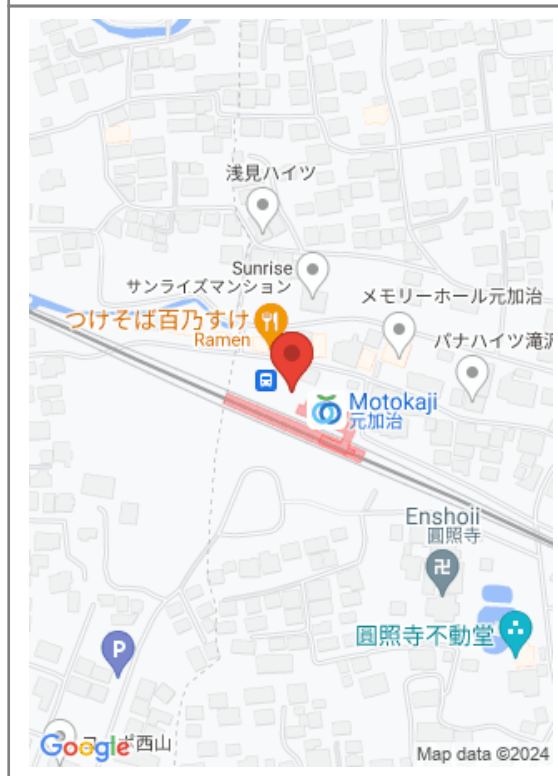 浅見ハイツ
Sunrise
サンライズマンション
メモリーホール元加治
つけそば百乃すけ
Ramen
パナハイツ滝沢
Motokaji
元加治
Enshoji
圓照寺
卍
圓照寺不動堂
P
ポ西山
Google
Map data ©2024